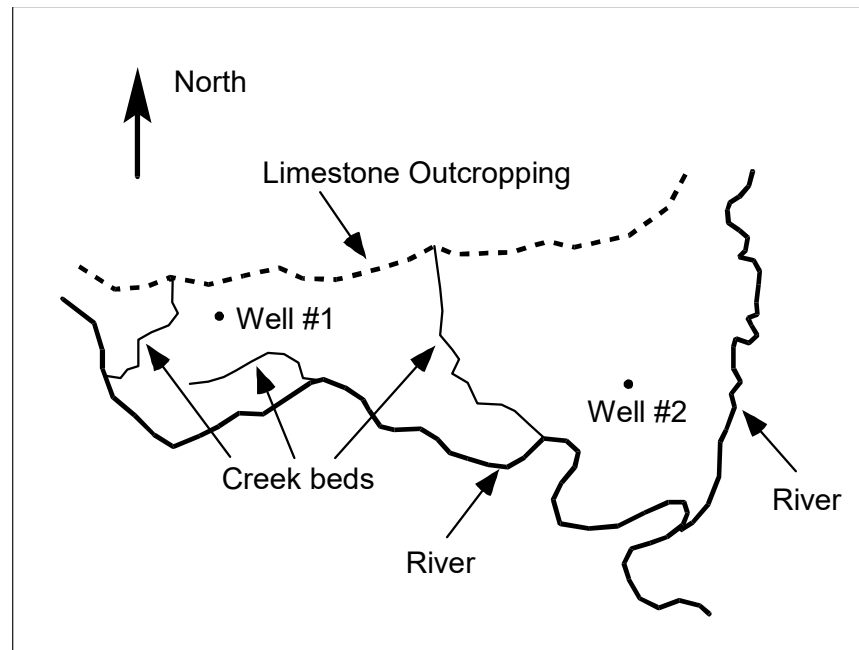 North
Limestone Outcropping
Well #1
Well #2
Creek beds
River
River